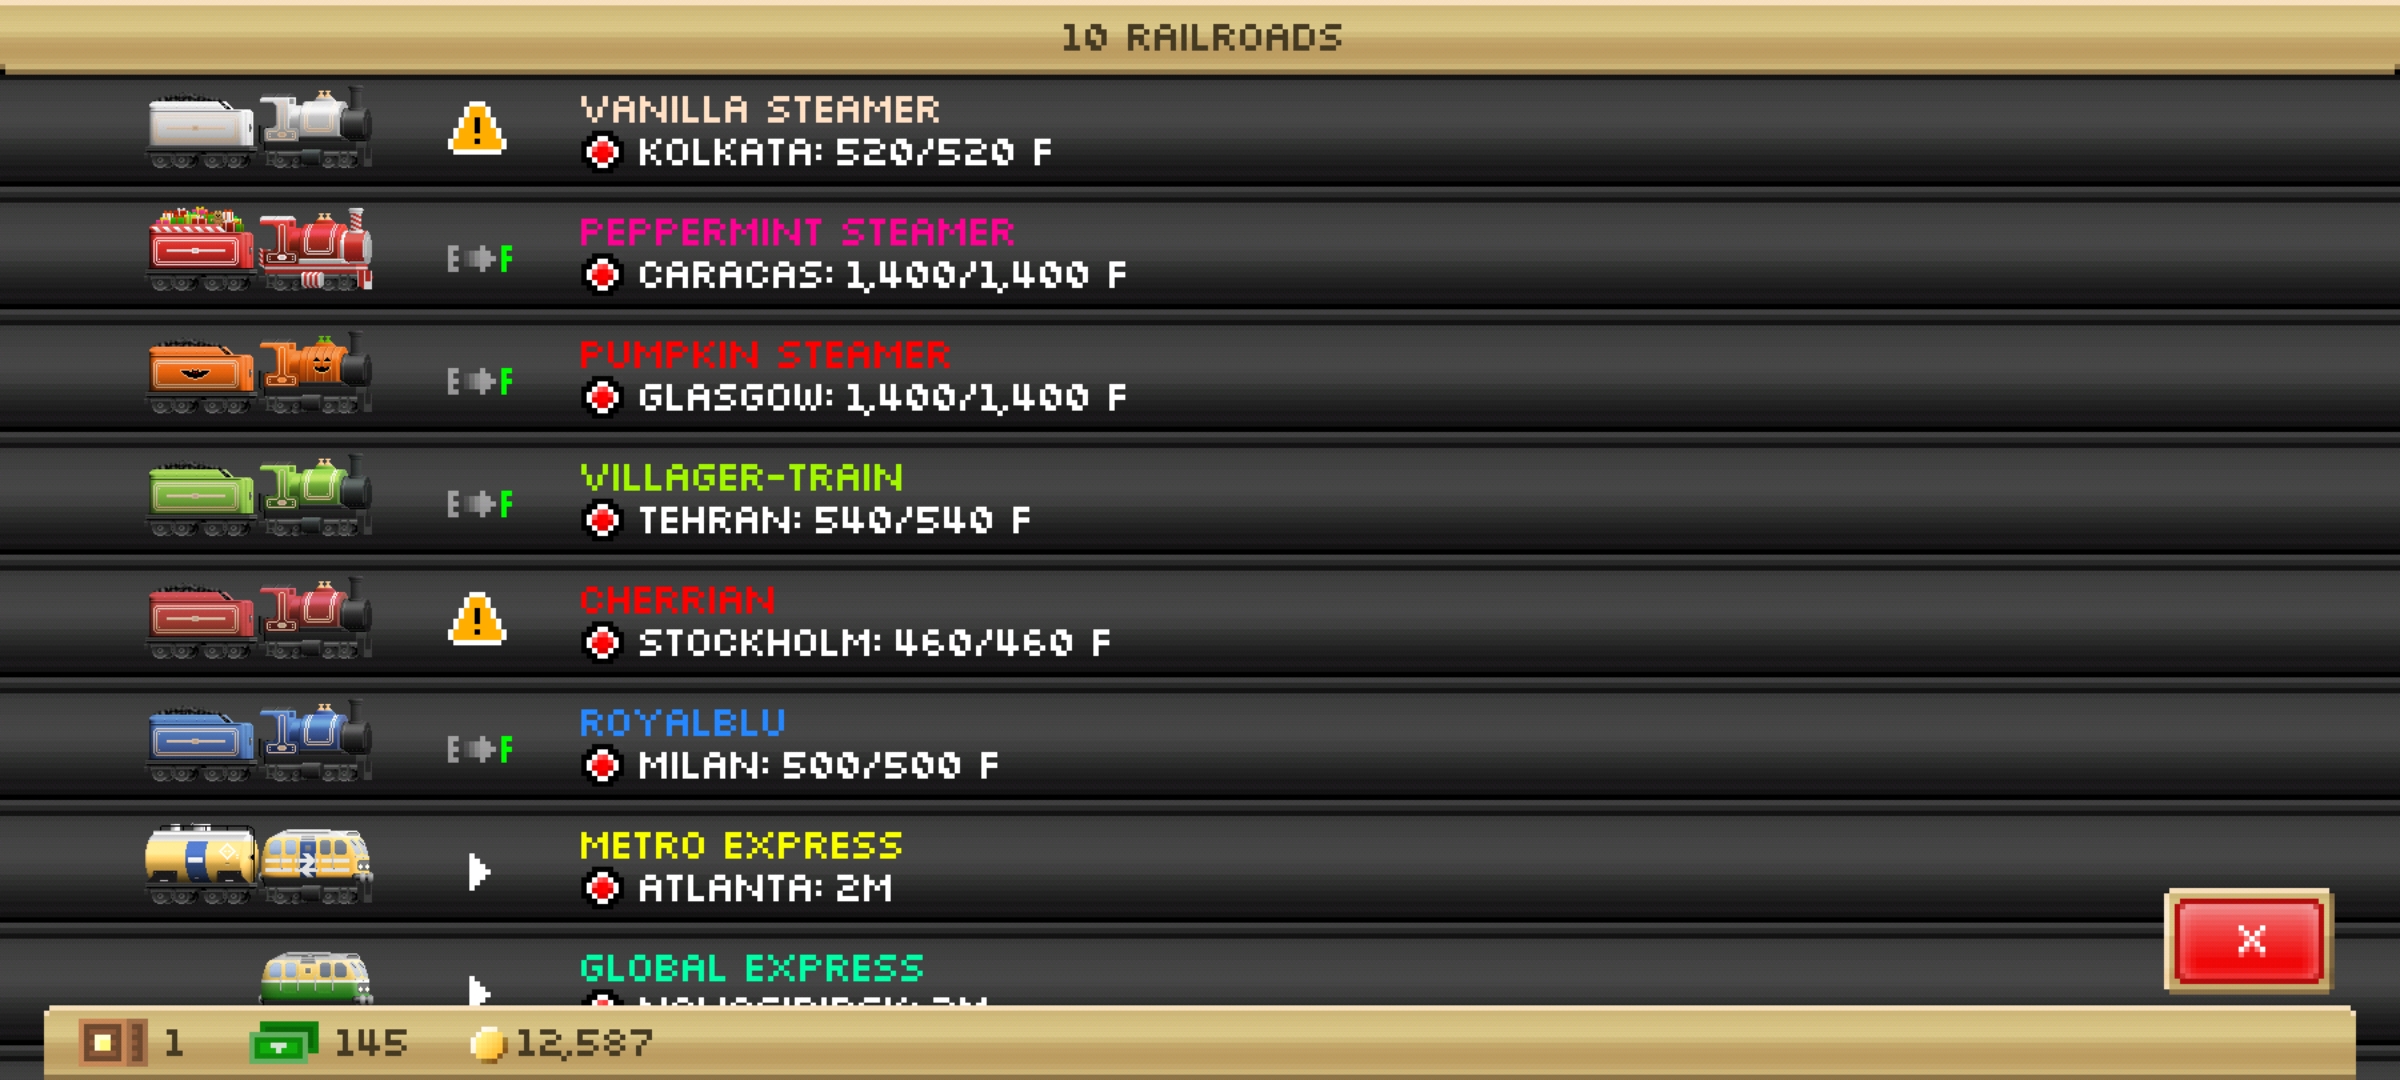 10 RAILROADS
VANILLA STEAMER
KOLKATA: 520/520 F
PEPPERMINT STEAMER
E F
CARACAS: 1,400/1,400 F
PUMPKIN STEAMER
E F
GLASGOW: 1,400/1,400 F
VILLAGER-TRAIN
E F
TEHRAN: 540/540 F
CHERRIAN
STOCKHOLM: 460/460 F
ROYALBLU
E F
MILAN: 500/500 F
METRO EXPRESS
ATLANTA: 2M
GLOBAL EXPRESS
X
1 145 12,587